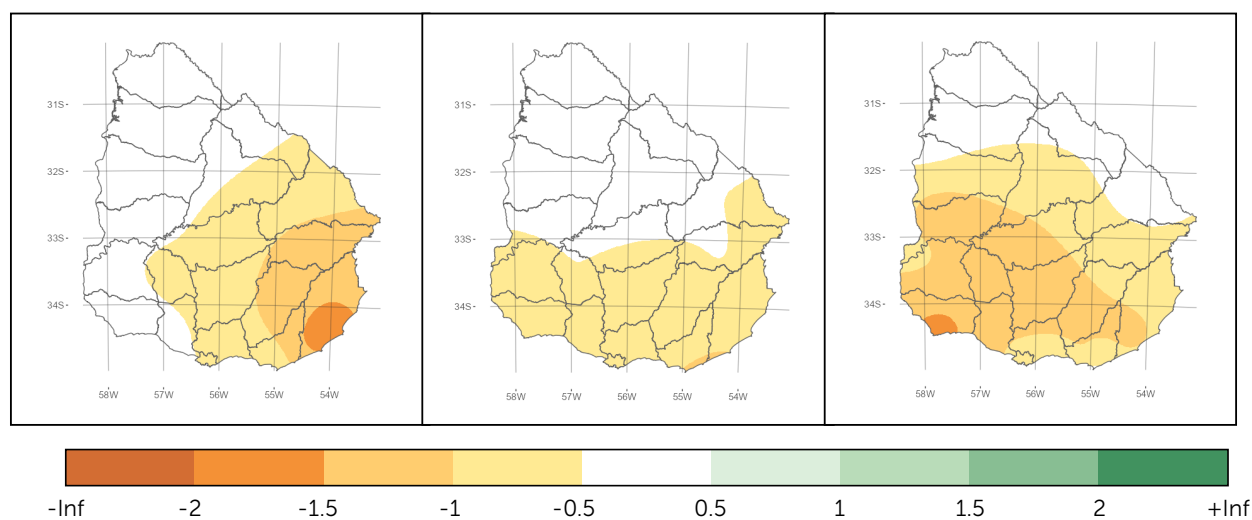 31S-
32S-
33S-
34S-
58W 57W 56W 55W 54W
31S-
32S-
33S-
34S-
58W 57W 56W 55W 54W
31S-
32S-
33S-
34S-
58W 57W 56W 55W 54W
-Inf -2 -1.5 -1 -0.5 0.5 1 1.5 2 +Inf